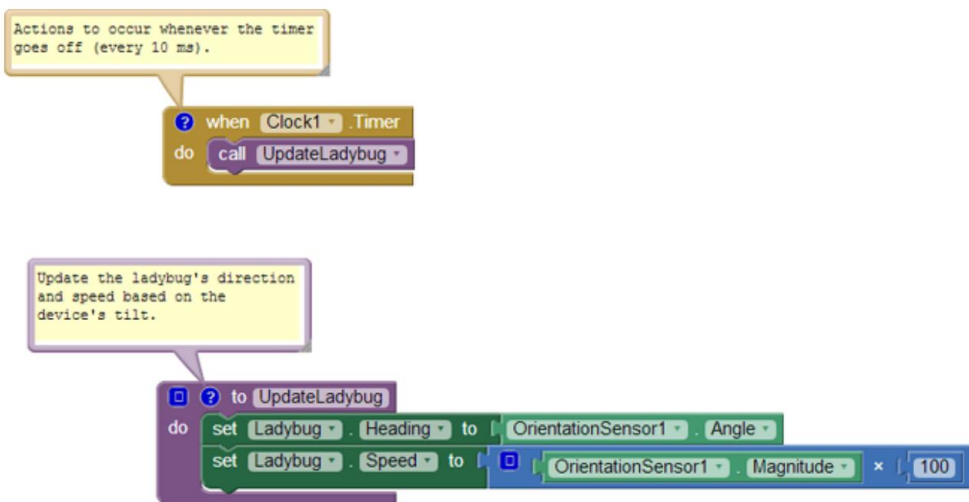 Actions to occur whenever the timer
goes off (every 10 ms).
? when Clock1 .Timer
do call UpdateLadybug
Update the ladybug's direction
and speed based on the
device's tilt.
? to UpdateLadybug
do set Ladybug . Heading to OrientationSensor1 . Angle
set Ladybug . Speed to OrientationSensor1 . Magnitude × 100